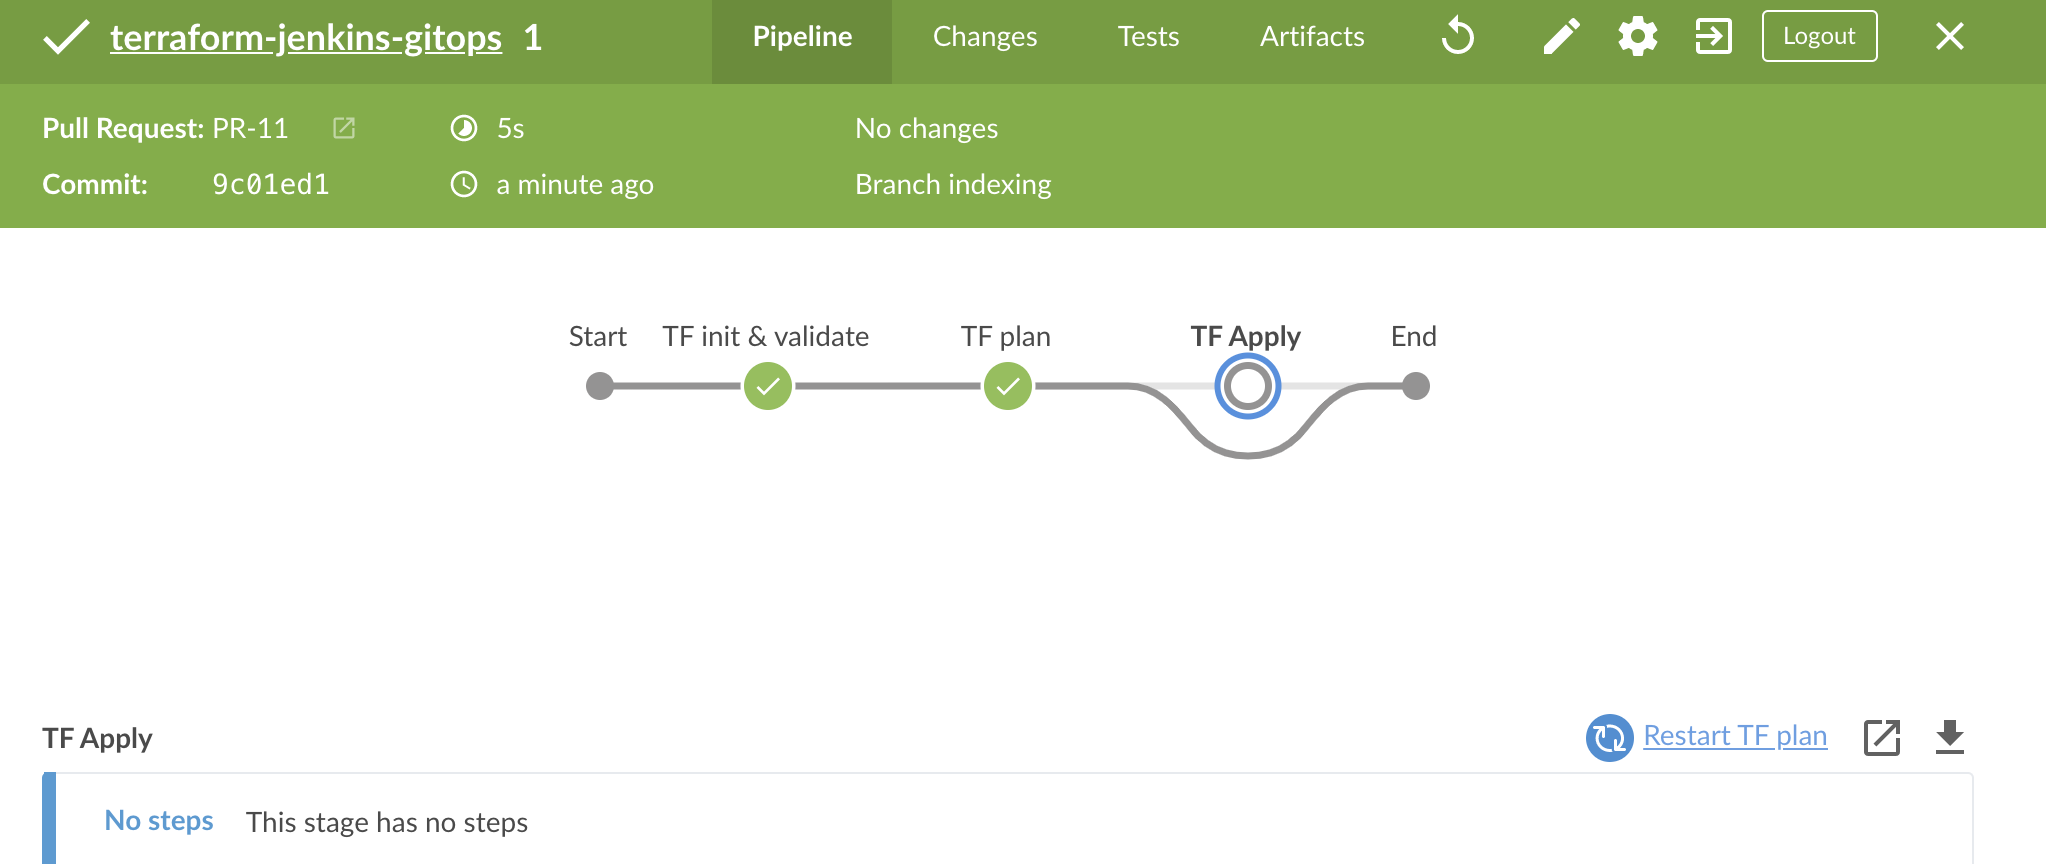 terraform-jenkins-gitops 1 Pipeline Changes Tests Artifacts Logout
Pull Request: PR-11 5s No changes
Commit: 9c01ed1 a minute ago Branch indexing
Start TF init & validate TF plan TF Apply End
TF Apply Restart TF plan
No steps This stage has no steps